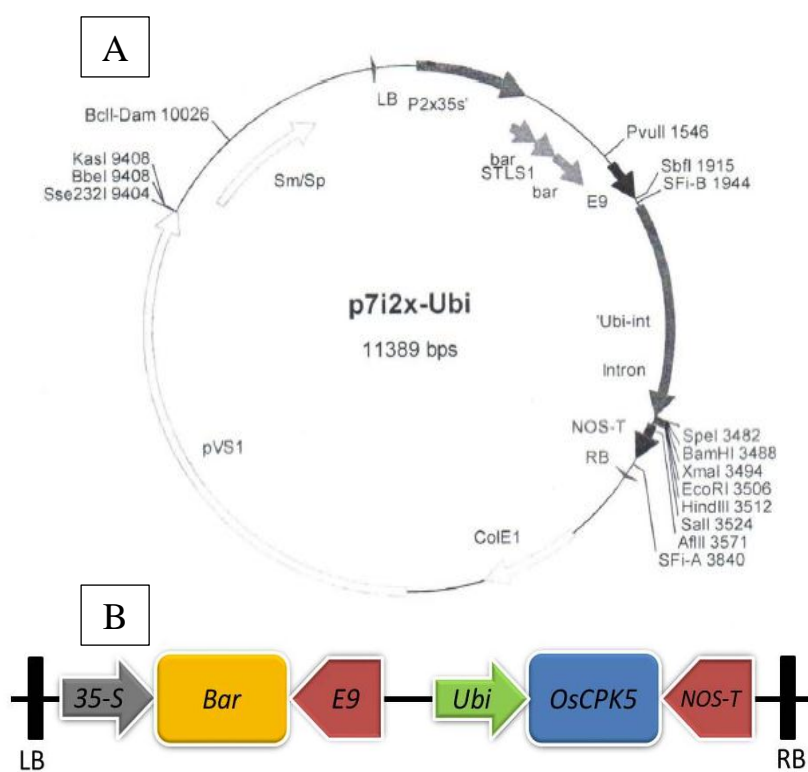 A
LB
P2x35s'
BclI-Dam 10026
PvuII 1546
KasI 9408
BbeI 9408
Sse232I 9404
Sm/Sp
bar
STLS1
bar
E9
SbfI 1915
SFi-B 1944
p7i2x-Ubi
11389 bps
'Ubi-int
Intron
NOS-T
RB
SpeI 3482
BamHI 3488
XmaI 3494
EcoRI 3506
HindIII 3512
SalI 3524
AflII 3571
SFi-A 3840
pVS1
ColE1
B
35-S
Bar
E9
Ubi
OsCPK5
NOS-T
LB
RB